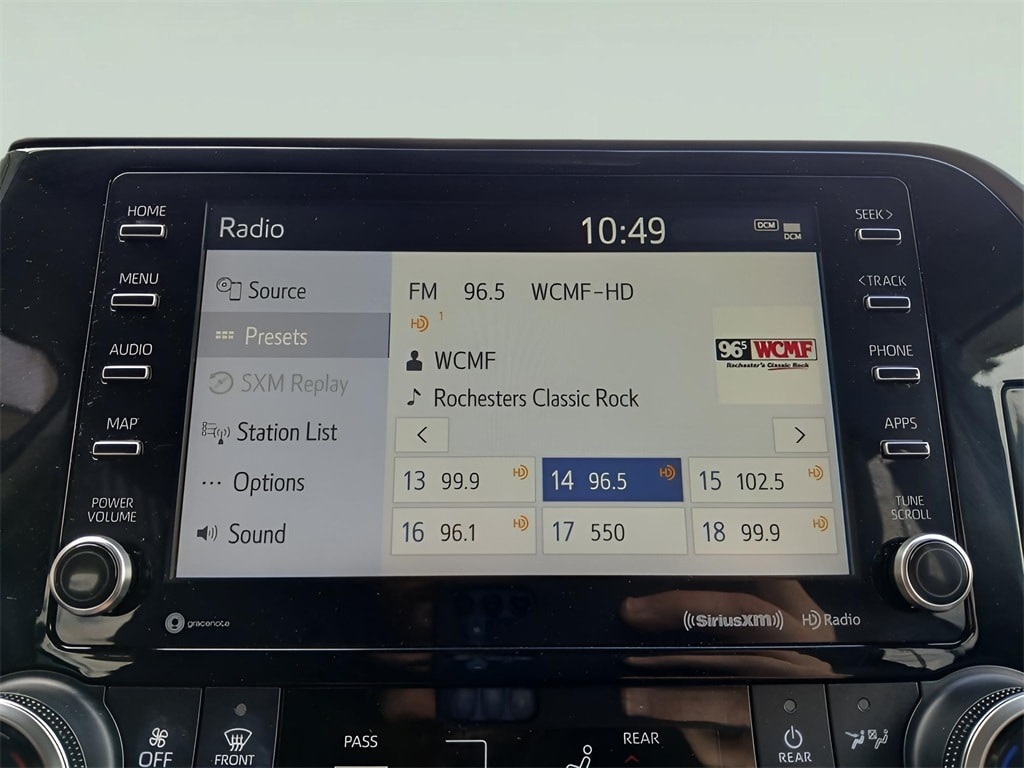 HOME
MENU
AUDIO
MAP
POWER
VOLUME
Radio
10:49
DCM
DCM
Source
Presets
SXM Replay
Station List
Options
Sound
FM 96.5 WCMF-HD
HD 1
WCMF
Rochesters Classic Rock
96⁵ WCMF
Rochester's Classic Rock
< >
13 99.9 HD
14 96.5 HD
15 102.5 HD
16 96.1 HD
17 550
18 99.9 HD
SEEK >
< TRACK
PHONE
APPS
TUNE
SCROLL
gracenote
((SiriusXM))
HD Radio
OFF
FRONT
PASS
REAR
REAR